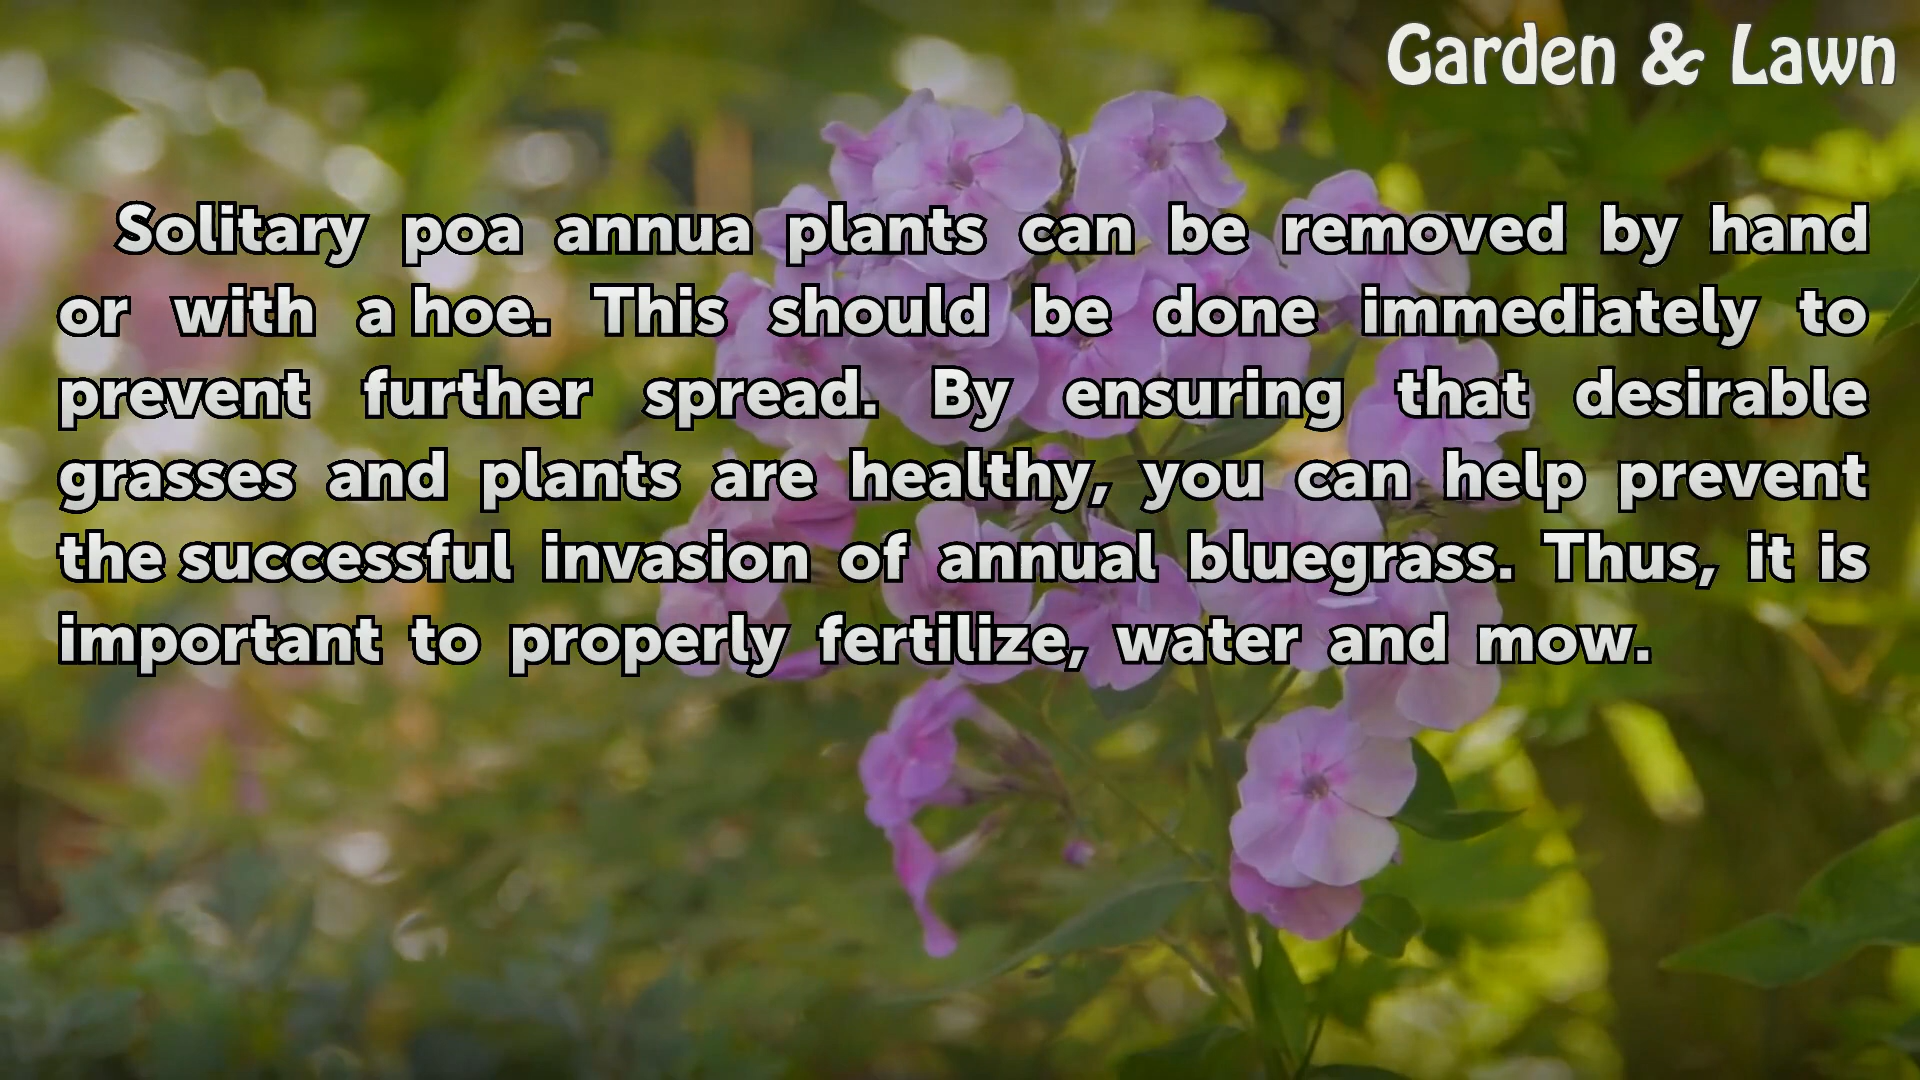 Garden & Lawn
Solitary poa annua plants can be removed by hand
or with a hoe. This should be done immediately to
prevent further spread. By ensuring that desirable
grasses and plants are healthy, you can help prevent
the successful invasion of annual bluegrass. Thus, it is
important to properly fertilize, water and mow.